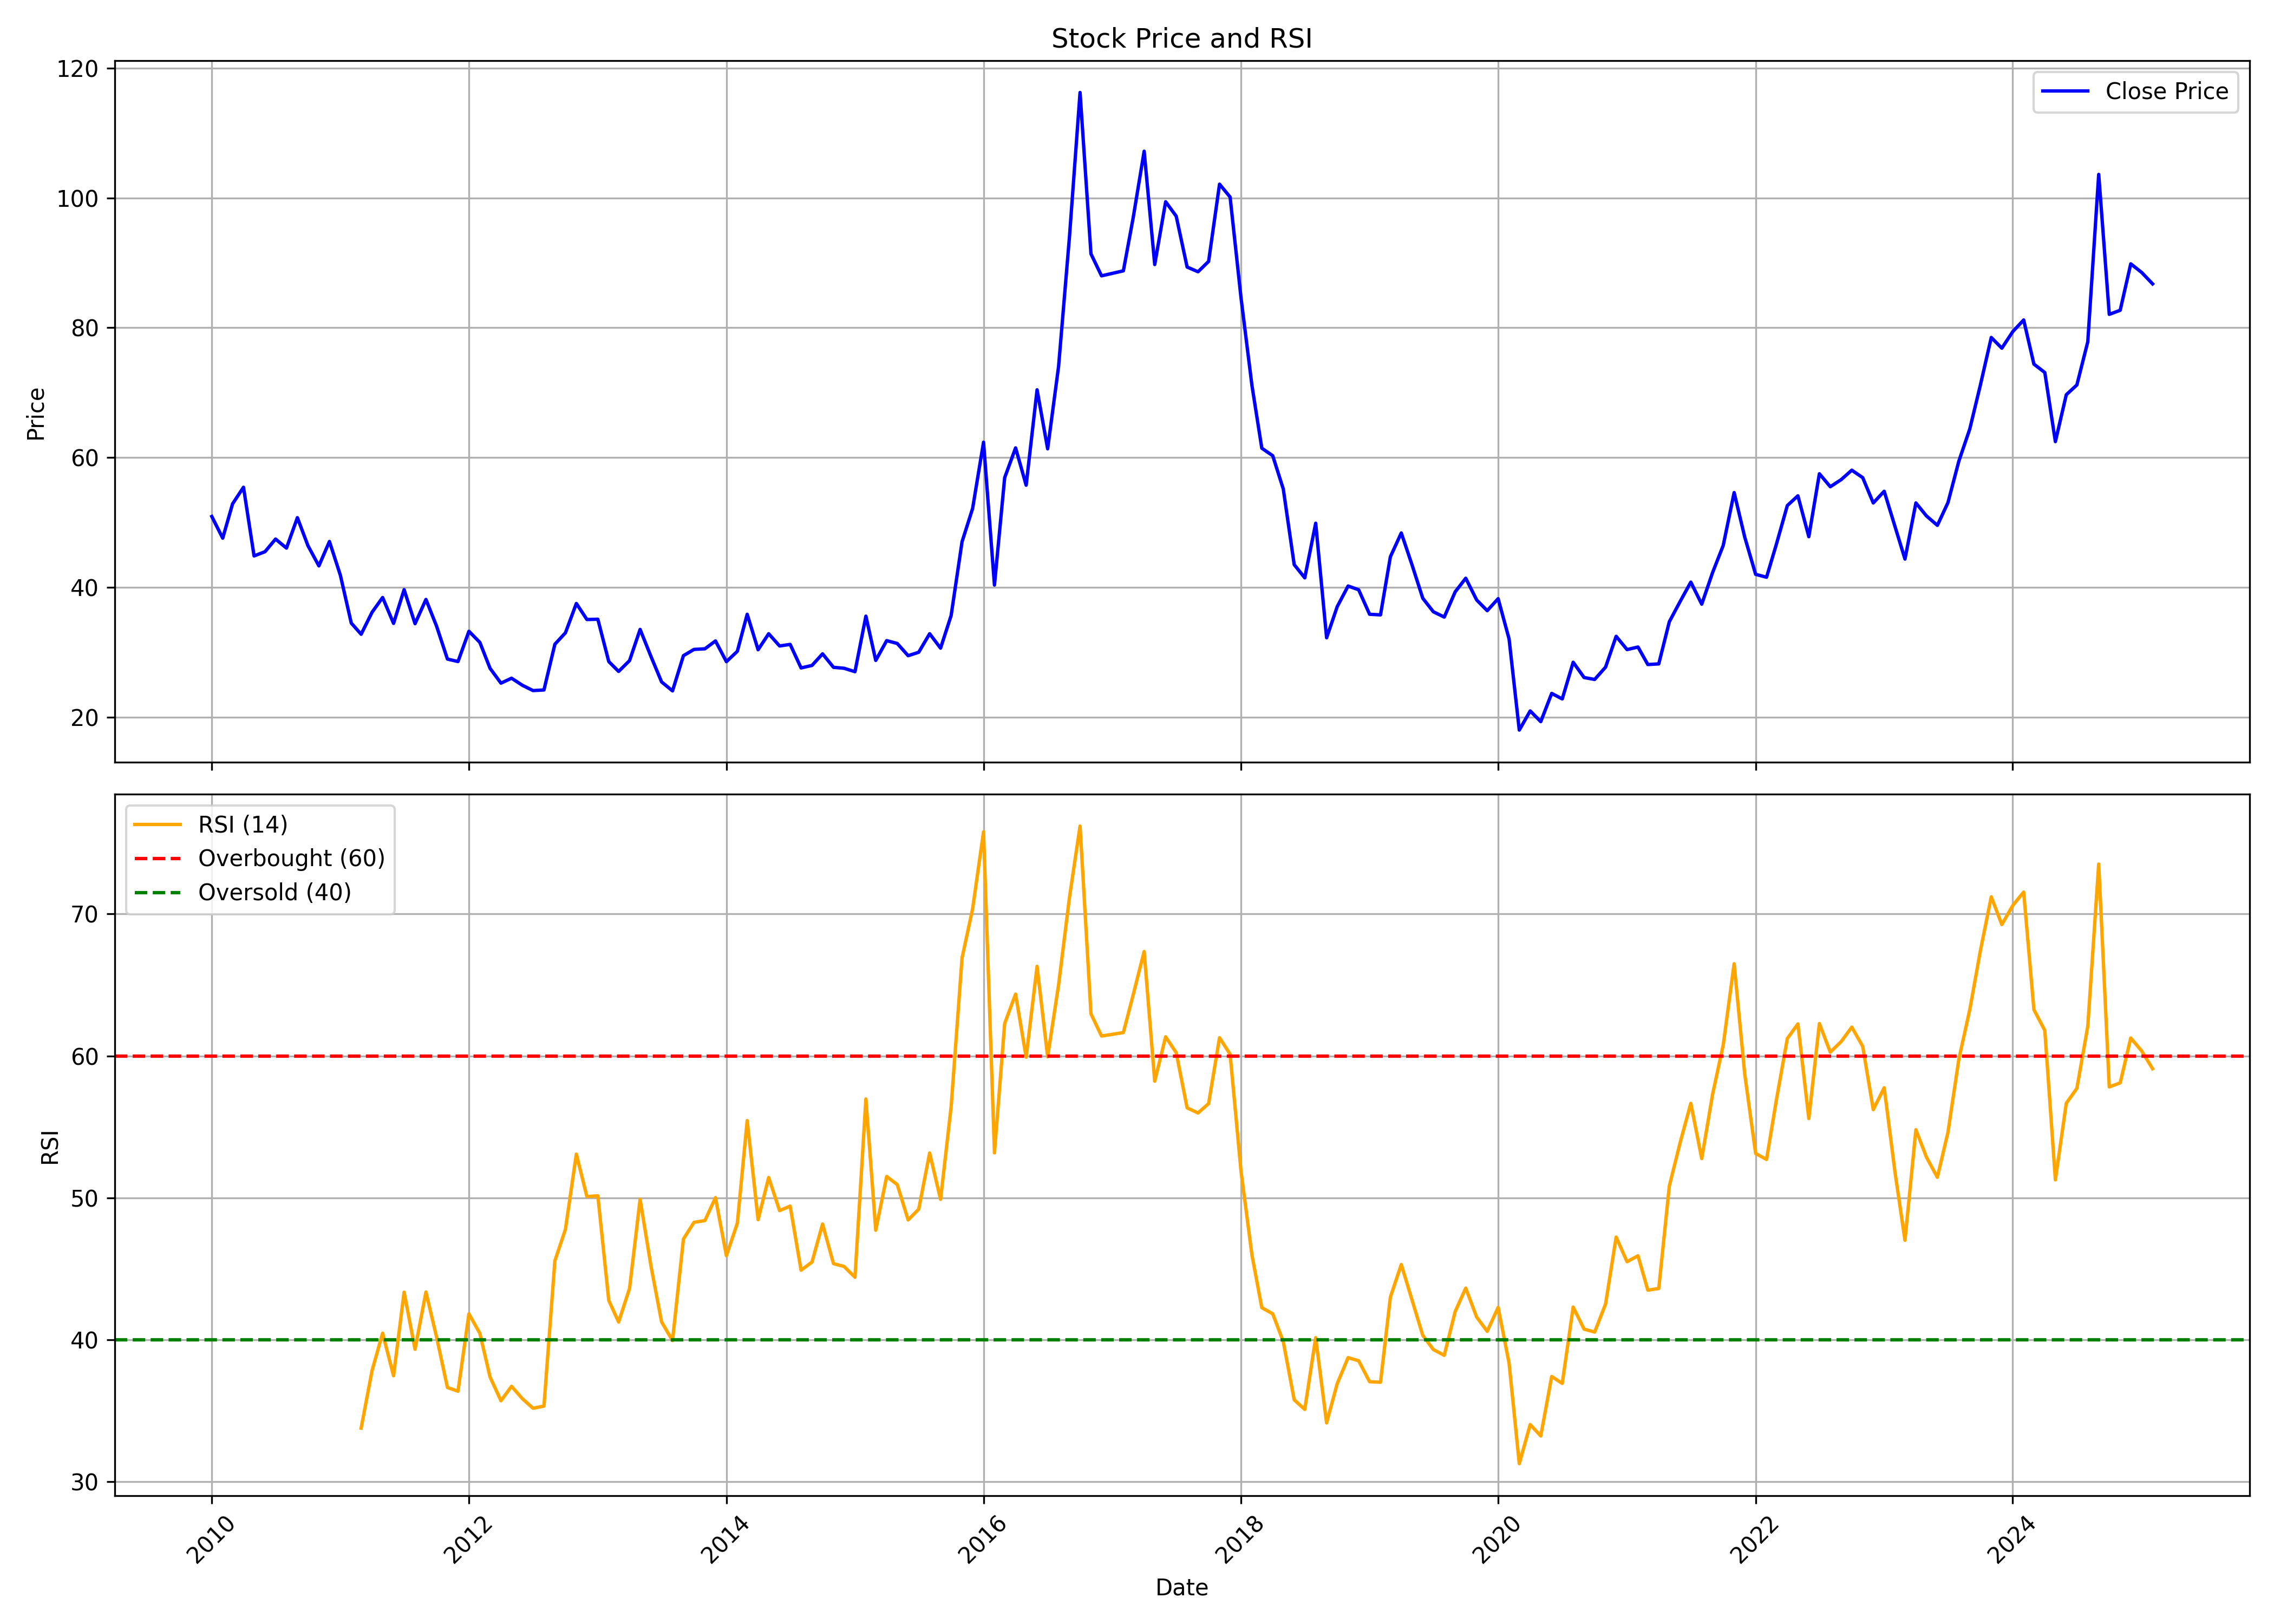 Stock Price and RSI
120
100
80
60
40
20
Price
Close Price
RSI (14)
Overbought (60)
Oversold (40)
70
60
50
40
30
RSI
2010
2012
2014
2016
2018
2020
2022
2024
Date